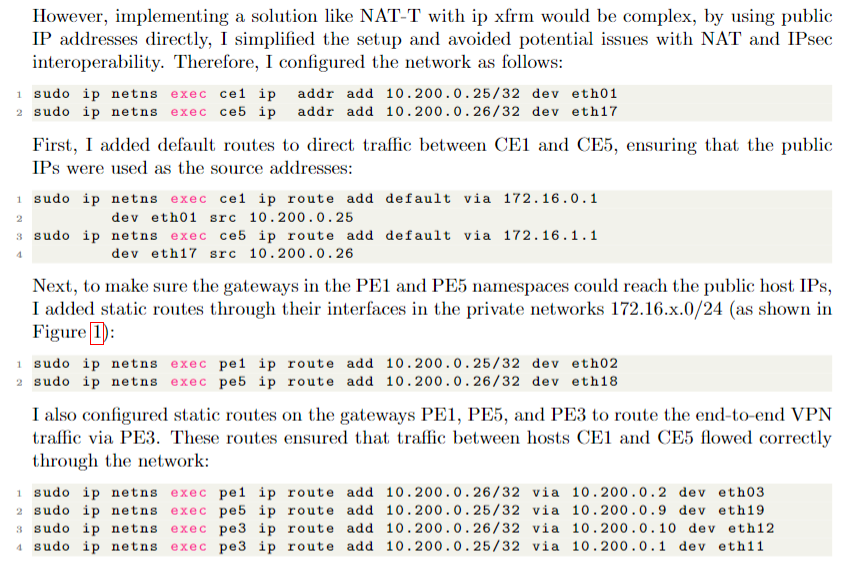 However, implementing a solution like NAT-T with ip xfrm would be complex, by using public
IP addresses directly, I simplified the setup and avoided potential issues with NAT and IPsec
interoperability. Therefore, I configured the network as follows:
1 sudo ip netns exec ce1 ip  addr add 10.200.0.25/32 dev eth01
2 sudo ip netns exec ce5 ip  addr add 10.200.0.26/32 dev eth17
First, I added default routes to direct traffic between CE1 and CE5, ensuring that the public
IPs were used as the source addresses:
1 sudo ip netns exec ce1 ip route add default via 172.16.0.1
2         dev eth01 src 10.200.0.25
3 sudo ip netns exec ce5 ip route add default via 172.16.1.1
4         dev eth17 src 10.200.0.26
Next, to make sure the gateways in the PE1 and PE5 namespaces could reach the public host IPs,
I added static routes through their interfaces in the private networks 172.16.x.0/24 (as shown in
Figure 1):
1 sudo ip netns exec pe1 ip route add 10.200.0.25/32 dev eth02
2 sudo ip netns exec pe5 ip route add 10.200.0.26/32 dev eth18
I also configured static routes on the gateways PE1, PE5, and PE3 to route the end-to-end VPN
traffic via PE3. These routes ensured that traffic between hosts CE1 and CE5 flowed correctly
through the network:
1 sudo ip netns exec pe1 ip route add 10.200.0.26/32 via 10.200.0.2 dev eth03
2 sudo ip netns exec pe5 ip route add 10.200.0.25/32 via 10.200.0.9 dev eth19
3 sudo ip netns exec pe3 ip route add 10.200.0.26/32 via 10.200.0.10 dev eth12
4 sudo ip netns exec pe3 ip route add 10.200.0.25/32 via 10.200.0.1 dev eth11